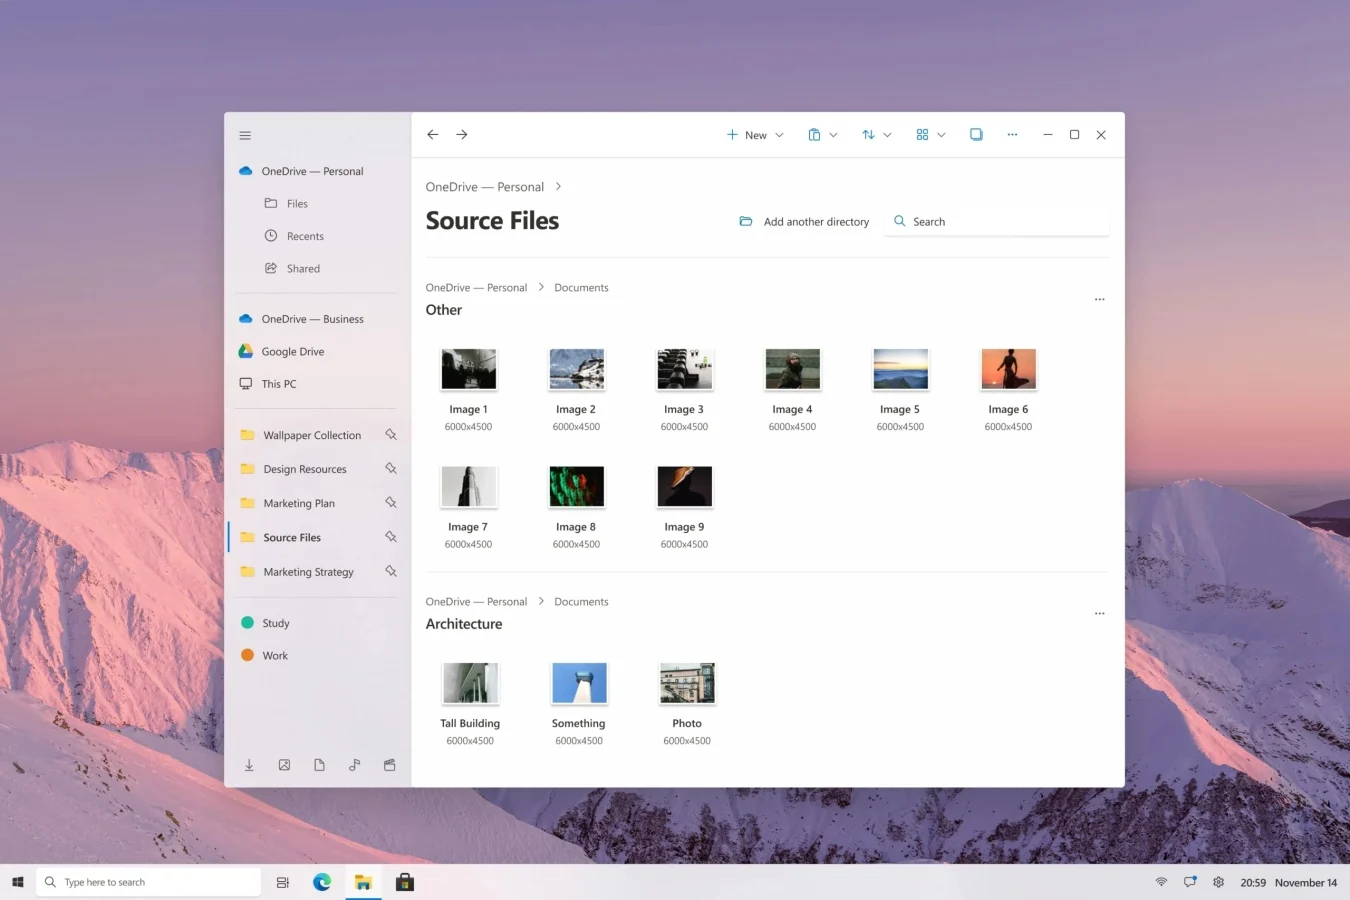 New
OneDrive — Personal
Files
Recents
Shared
OneDrive — Business
Google Drive
This PC
Wallpaper Collection
Design Resources
Marketing Plan
Source Files
Marketing Strategy
Study
Work
OneDrive — Personal
Source Files
Add another directory
Search
OneDrive — Personal > Documents
Other
Image 1 Image 2 Image 3 Image 4 Image 5 Image 6
6000x4500 6000x4500 6000x4500 6000x4500 6000x4500 6000x4500
Image 7 Image 8 Image 9
6000x4500 6000x4500 6000x4500
OneDrive — Personal > Documents
Architecture
Tall Building Something Photo
6000x4500 6000x4500 6000x4500
Type here to search
20:59 November 14